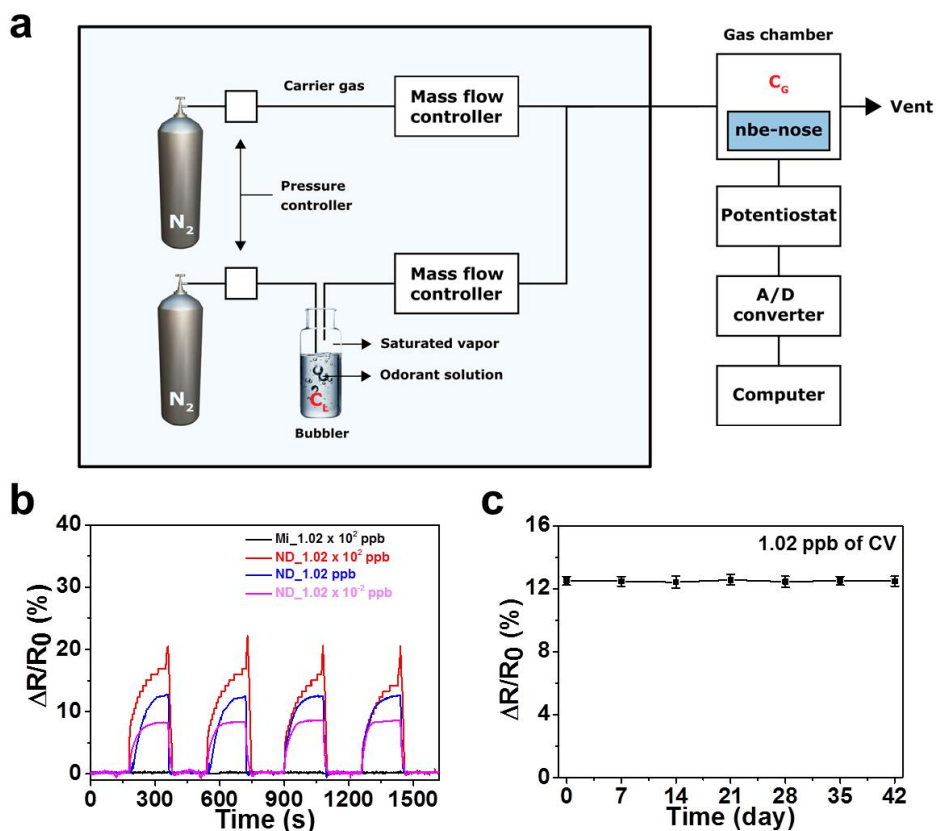 a
Gas chamber
Carrier gas
Mass flow
controller
C_G
nbe-nose
Vent
N₂
Pressure
controller
Potentiostat
Mass flow
controller
A/D
converter
N₂
Saturated vapor
Odorant solution
C_L
Bubbler
Computer
b
ΔR/R0 (%)
40
30
20
10
0
Mi_1.02 x 10² ppb
ND_1.02 x 10² ppb
ND_1.02 ppb
ND_1.02 x 10⁻² ppb
0 300 600 900 1200 1500
Time (s)
c
ΔR/R0 (%)
16
12
8
4
0
1.02 ppb of CV
0 7 14 21 28 35 42
Time (day)